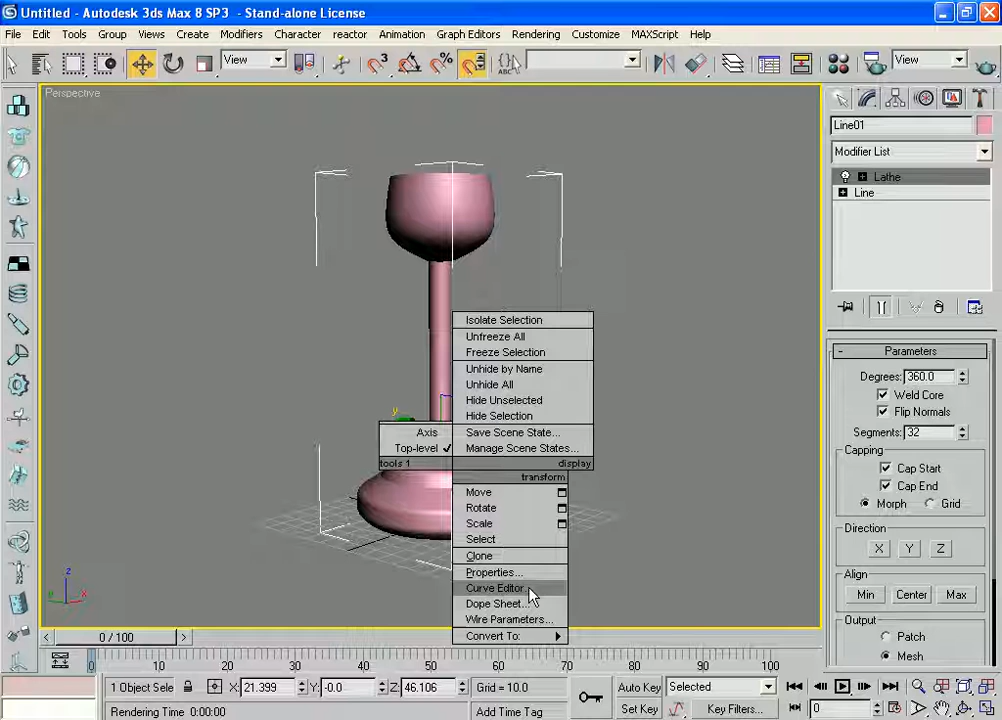 Untitled - Autodesk 3ds Max 8 SP3 - Stand-alone License
File Edit Tools Group Views Create Modifiers Character reactor Animation Graph Editors Rendering Customize MAXScript Help
View
ABC
View
Perspective
Line01
Modifier List
Lathe
Line
Isolate Selection
Unfreeze All
Freeze Selection
Unhide by Name
Unhide All
Hide Unselected
Hide Selection
Axis
Save Scene State...
Top-level
Manage Scene States...
tools 1
display
transform
Move
Rotate
Scale
Select
Clone
Properties...
Curve Editor...
Dope Sheet...
Wire Parameters...
Convert To:
y
z
y
Parameters
Degrees: 360.0
Weld Core
Flip Normals
Segments: 32
Capping
Cap Start
Cap End
Morph Grid
Direction
X Y Z
Align
Min Center Max
Output
Patch
Mesh
0 / 100
0 10 20 30 40 50 60 70 80 90 100
1 Object Sele X: 21.399 Y: -0.0 Z: 46.106 Grid = 10.0 Auto Key Selected
Rendering Time 0:00:00 Add Time Tag Set Key Key Filters... 0